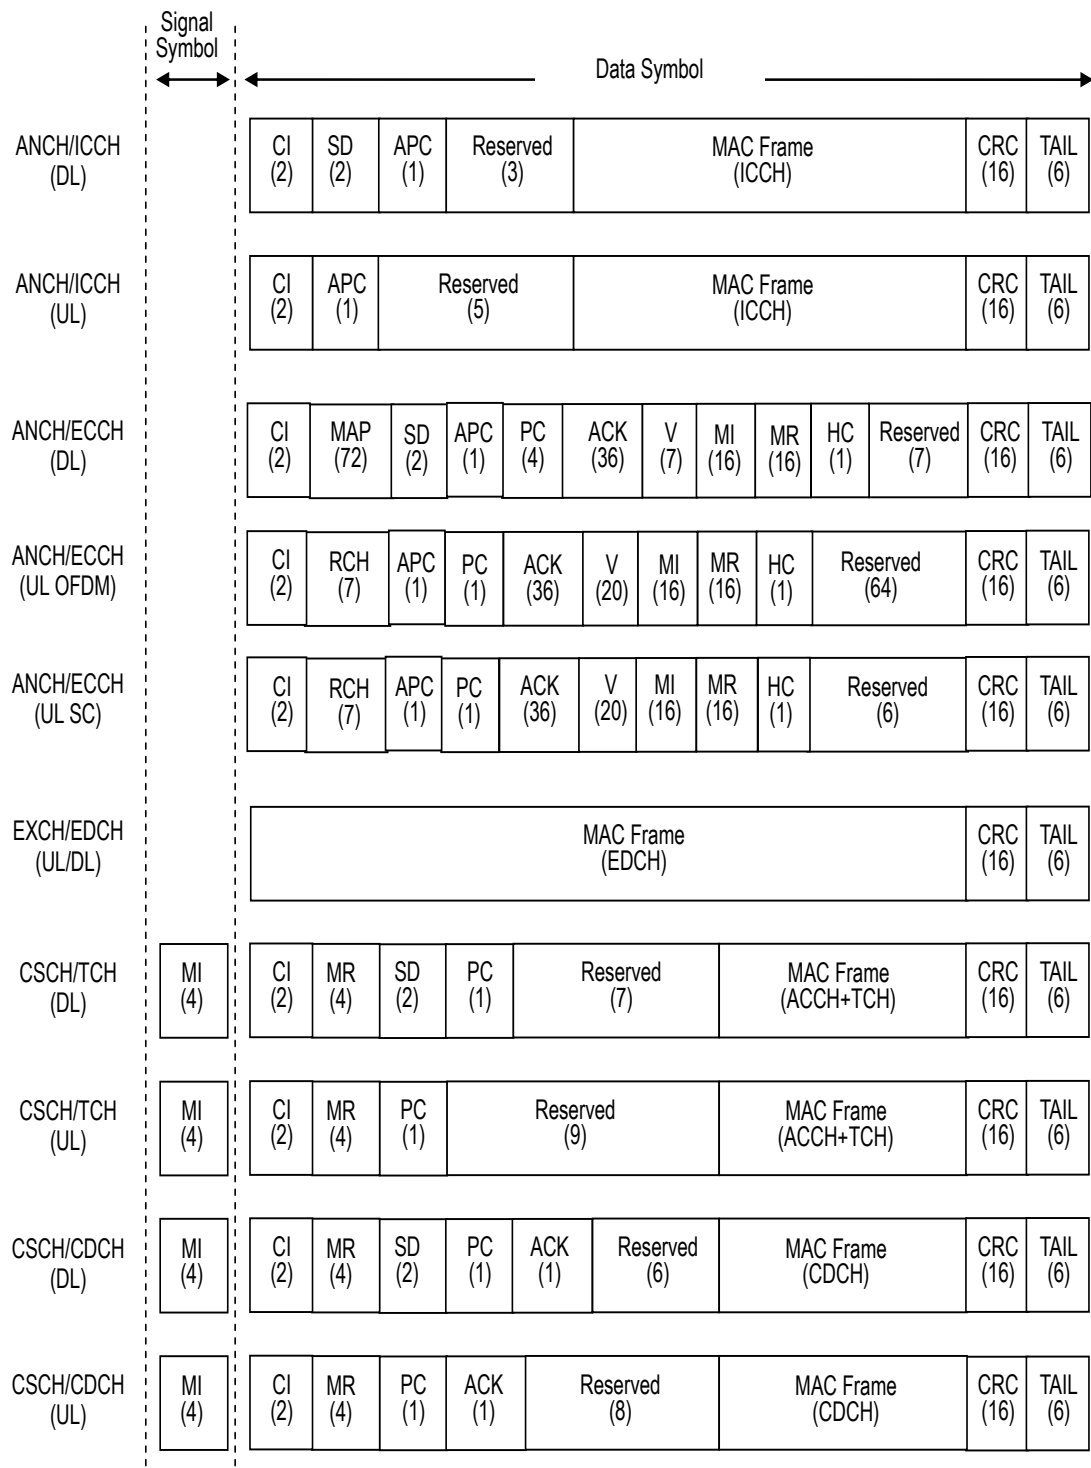 Signal
Symbol
Data Symbol
ANCH/ICCH
(DL)
CI
(2)
SD
(2)
APC
(1)
Reserved
(3)
MAC Frame
(ICCH)
CRC
(16)
TAIL
(6)
ANCH/ICCH
(UL)
CI
(2)
APC
(1)
Reserved
(5)
MAC Frame
(ICCH)
CRC
(16)
TAIL
(6)
ANCH/ECCH
(DL)
CI
(2)
MAP
(72)
SD
(2)
APC
(1)
PC
(4)
ACK
(36)
V
(7)
MI
(16)
MR
(16)
HC
(1)
Reserved
(7)
CRC
(16)
TAIL
(6)
ANCH/ECCH
(UL OFDM)
CI
(2)
RCH
(7)
APC
(1)
PC
(1)
ACK
(36)
V
(20)
MI
(16)
MR
(16)
HC
(1)
Reserved
(64)
CRC
(16)
TAIL
(6)
ANCH/ECCH
(UL SC)
CI
(2)
RCH
(7)
APC
(1)
PC
(1)
ACK
(36)
V
(20)
MI
(16)
MR
(16)
HC
(1)
Reserved
(6)
CRC
(16)
TAIL
(6)
EXCH/EDCH
(UL/DL)
MAC Frame
(EDCH)
CRC
(16)
TAIL
(6)
CSCH/TCH
(DL)
MI
(4)
CI
(2)
MR
(4)
SD
(2)
PC
(1)
Reserved
(7)
MAC Frame
(ACCH+TCH)
CRC
(16)
TAIL
(6)
CSCH/TCH
(UL)
MI
(4)
CI
(2)
MR
(4)
PC
(1)
Reserved
(9)
MAC Frame
(ACCH+TCH)
CRC
(16)
TAIL
(6)
CSCH/CDCH
(DL)
MI
(4)
CI
(2)
MR
(4)
SD
(2)
PC
(1)
ACK
(1)
Reserved
(6)
MAC Frame
(CDCH)
CRC
(16)
TAIL
(6)
CSCH/CDCH
(UL)
MI
(4)
CI
(2)
MR
(4)
PC
(1)
ACK
(1)
Reserved
(8)
MAC Frame
(CDCH)
CRC
(16)
TAIL
(6)